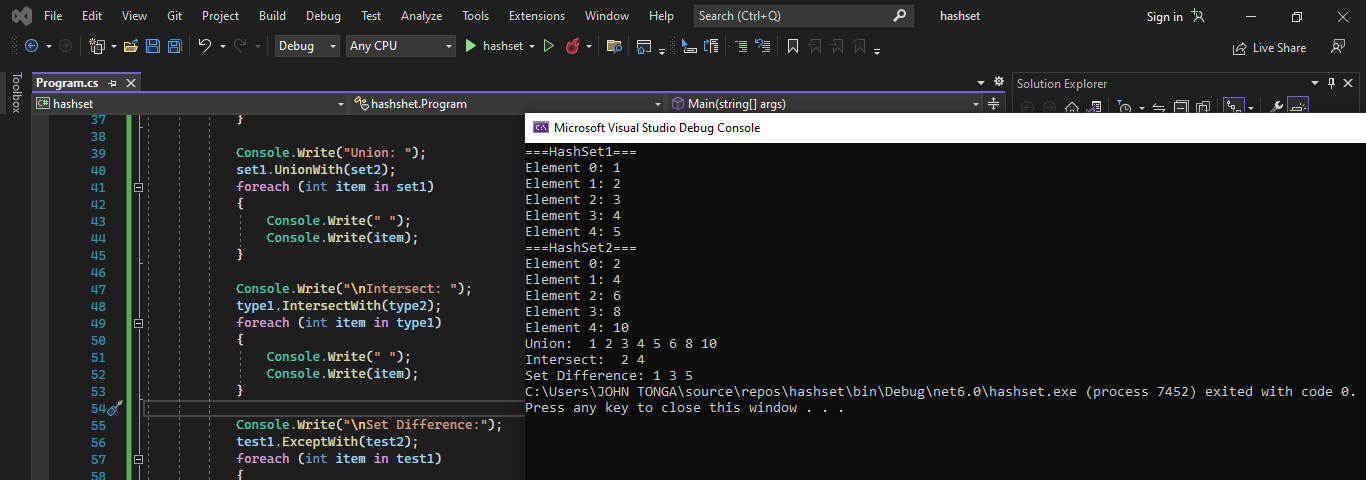 File Edit View Git Project Build Debug Test Analyze Tools Extensions Window Help Search (Ctrl+Q) hashset Sign in
Debug Any CPU hashset Live Share
Toolbox
Program.cs
Solution Explorer
C# hashset hashshet.Program Main(string[] args)
37 }
38
39 Console.Write("Union: ");
40 set1.UnionWith(set2);
41 foreach (int item in set1)
42 {
43 Console.Write(" ");
44 Console.Write(item);
45 }
46
47 Console.Write("\nIntersect: ");
48 type1.IntersectWith(type2);
49 foreach (int item in type1)
50 {
51 Console.Write(" ");
52 Console.Write(item);
53 }
54
55 Console.Write("\nSet Difference:");
56 test1.ExceptWith(test2);
57 foreach (int item in test1)
58 {
Microsoft Visual Studio Debug Console
===HashSet1===
Element 0: 1
Element 1: 2
Element 2: 3
Element 3: 4
Element 4: 5
===HashSet2===
Element 0: 2
Element 1: 4
Element 2: 6
Element 3: 8
Element 4: 10
Union:  1 2 3 4 5 6 8 10
Intersect:  2 4
Set Difference: 1 3 5
C:\Users\JOHN TONGA\source\repos\hashset\bin\Debug\net6.0\hashset.exe (process 7452) exited with code 0.
Press any key to close this window . . .